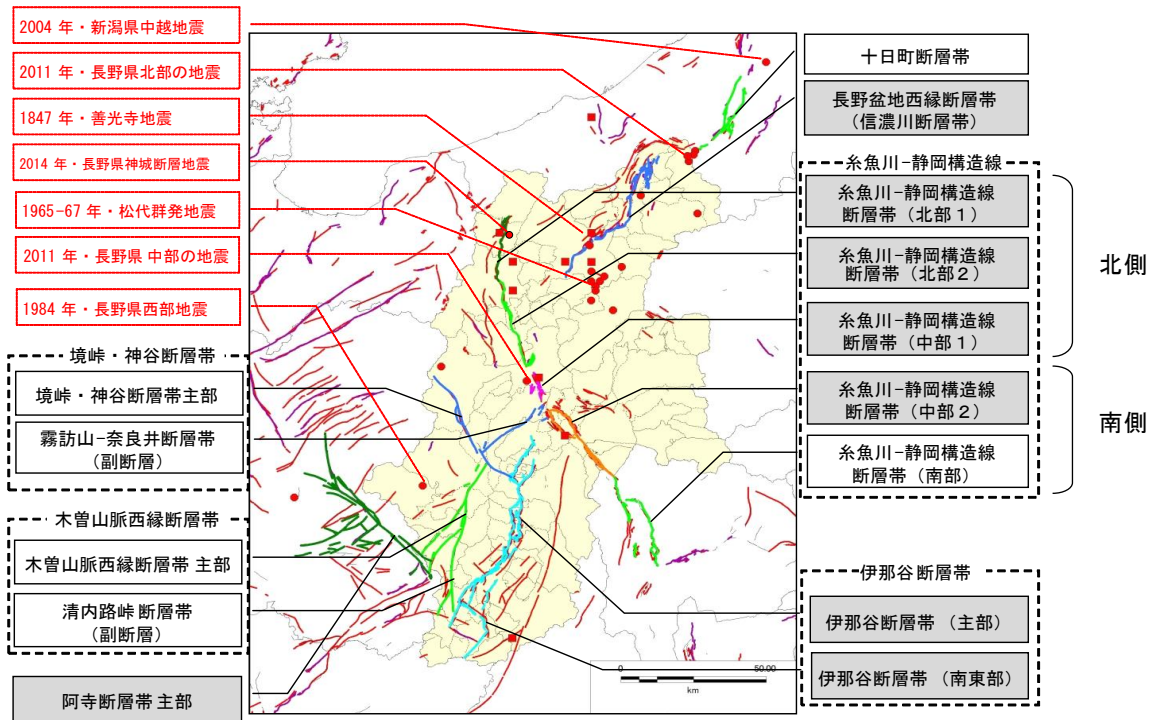 2004 年・新潟県中越地震
2011 年・長野県北部の地震
1847 年・善光寺地震
2014 年・長野県神城断層地震
1965-67 年・松代群発地震
2011 年・長野県 中部の地震
1984 年・長野県西部地震
境峠・神谷断層帯
境峠・神谷断層帯主部
霧訪山-奈良井断層帯
(副断層)
木曽山脈西縁断層帯
木曽山脈西縁断層帯 主部
清内路峠 断層帯
(副断層)
阿寺断層帯 主部
十日町断層帯
長野盆地西縁断層帯
(信濃川断層帯)
糸魚川-静岡構造線
糸魚川-静岡構造線
断層帯(北部1)
糸魚川-静岡構造線
断層帯(北部2)
糸魚川-静岡構造線
断層帯(中部1)
糸魚川-静岡構造線
断層帯(中部2)
糸魚川-静岡構造線
断層帯(南部)
北側
南側
伊那谷断層帯
伊那谷断層帯 (主部)
伊那谷断層帯 (南東部)
0 50.00
km